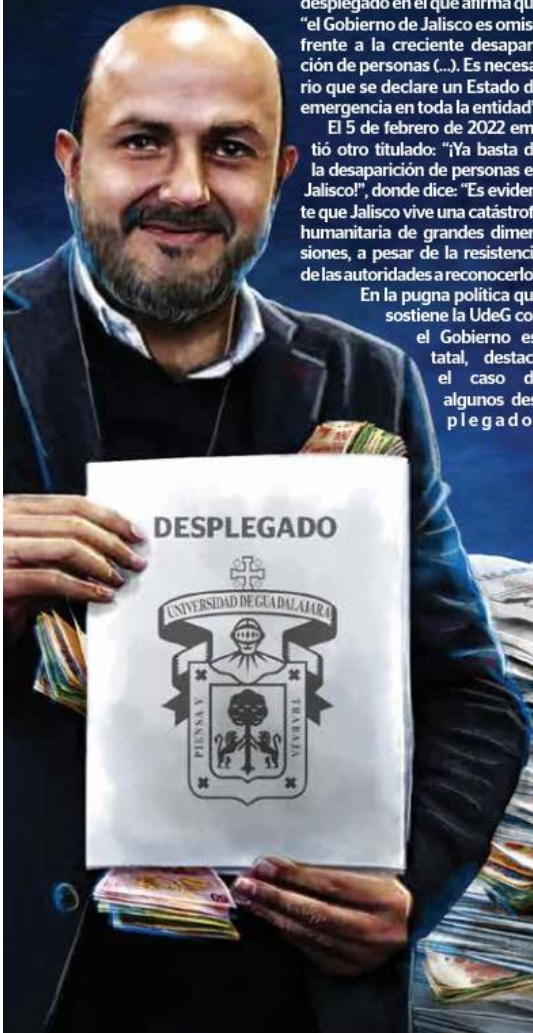 desplegado en el que afirma qu
"el Gobierno de Jalisco es omis
frente a la creciente desapar
ción de personas (...). Es necesa
rio que se declare un Estado d
emergencia en toda la entidad"
El 5 de febrero de 2022 em
tió otro titulado: "¡Ya basta d
la desaparición de personas e
Jalisco!", donde dice: "Es eviden
te que Jalisco vive una catástrof
humanitaria de grandes dimen
siones, a pesar de la resistenci
de las autoridades a reconocerlo
En la pugna política qu
sostiene la UdeG co
el Gobierno es
tatal, destac
el caso d
algunos des
plegado
DESPLEGADO
UNIVERSIDAD DE GUADALAJARA
PIENSA Y
TRABAJA